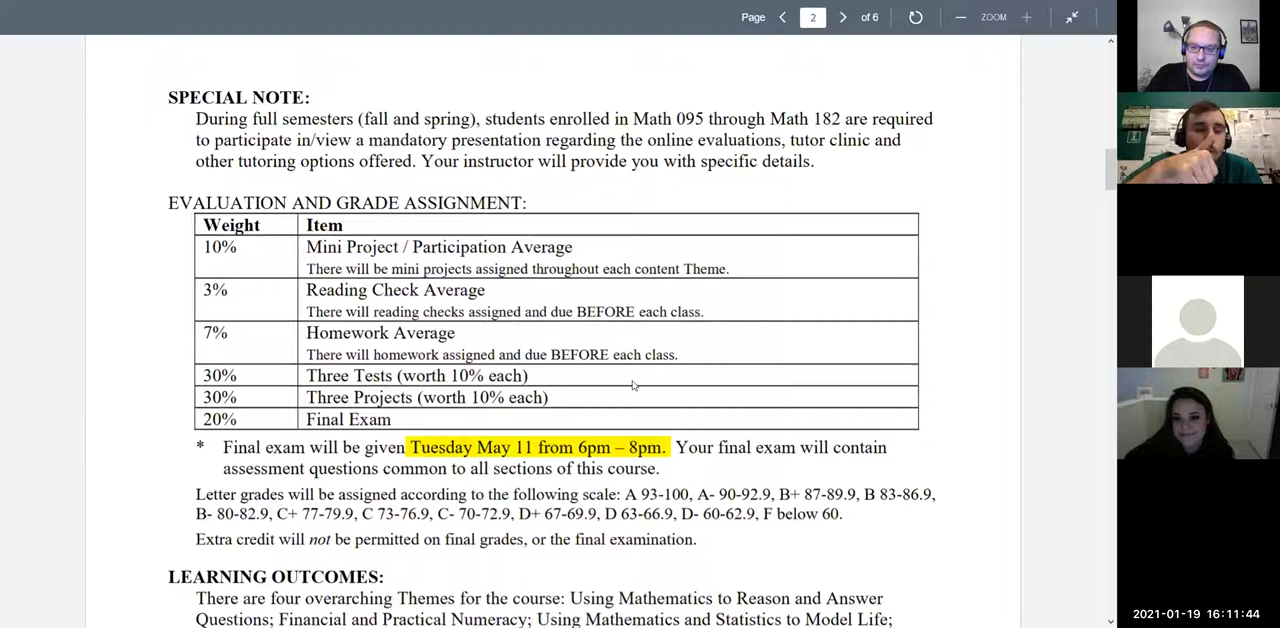 Page 2 of 6 ZOOM
SPECIAL NOTE:
During full semesters (fall and spring), students enrolled in Math 095 through Math 182 are required
to participate in/view a mandatory presentation regarding the online evaluations, tutor clinic and
other tutoring options offered. Your instructor will provide you with specific details.
EVALUATION AND GRADE ASSIGNMENT:
Weight Item
10% Mini Project / Participation Average
There will be mini projects assigned throughout each content Theme.
3% Reading Check Average
There will reading checks assigned and due BEFORE each class.
7% Homework Average
There will homework assigned and due BEFORE each class.
30% Three Tests (worth 10% each)
30% Three Projects (worth 10% each)
20% Final Exam
* Final exam will be given Tuesday May 11 from 6pm – 8pm. Your final exam will contain
assessment questions common to all sections of this course.
Letter grades will be assigned according to the following scale: A 93-100, A- 90-92.9, B+ 87-89.9, B 83-86.9,
B- 80-82.9, C+ 77-79.9, C 73-76.9, C- 70-72.9, D+ 67-69.9, D 63-66.9, D- 60-62.9, F below 60.
Extra credit will not be permitted on final grades, or the final examination.
LEARNING OUTCOMES:
There are four overarching Themes for the course: Using Mathematics to Reason and Answer
Questions; Financial and Practical Numeracy; Using Mathematics and Statistics to Model Life;
2021-01-19 16:11:44